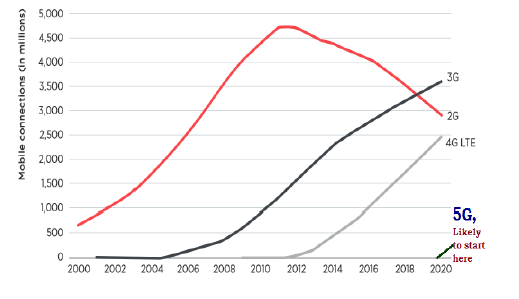 Mobile connections (in millions)
5,000
4,500
4,000
3,500
3,000
2,500
2,000
1,500
1,000
500
0
2000 2002 2004 2006 2008 2010 2012 2014 2016 2018 2020
3G
2G
4G LTE
5G,
Likely
to start
here